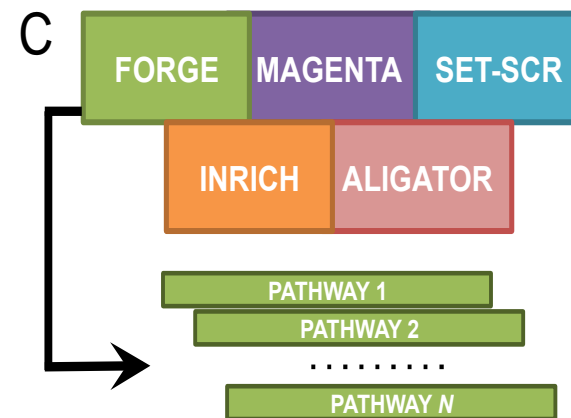 C
FORGE MAGENTA SET-SCR
INRICH ALIGATOR
PATHWAY 1
PATHWAY 2
.........
PATHWAY N